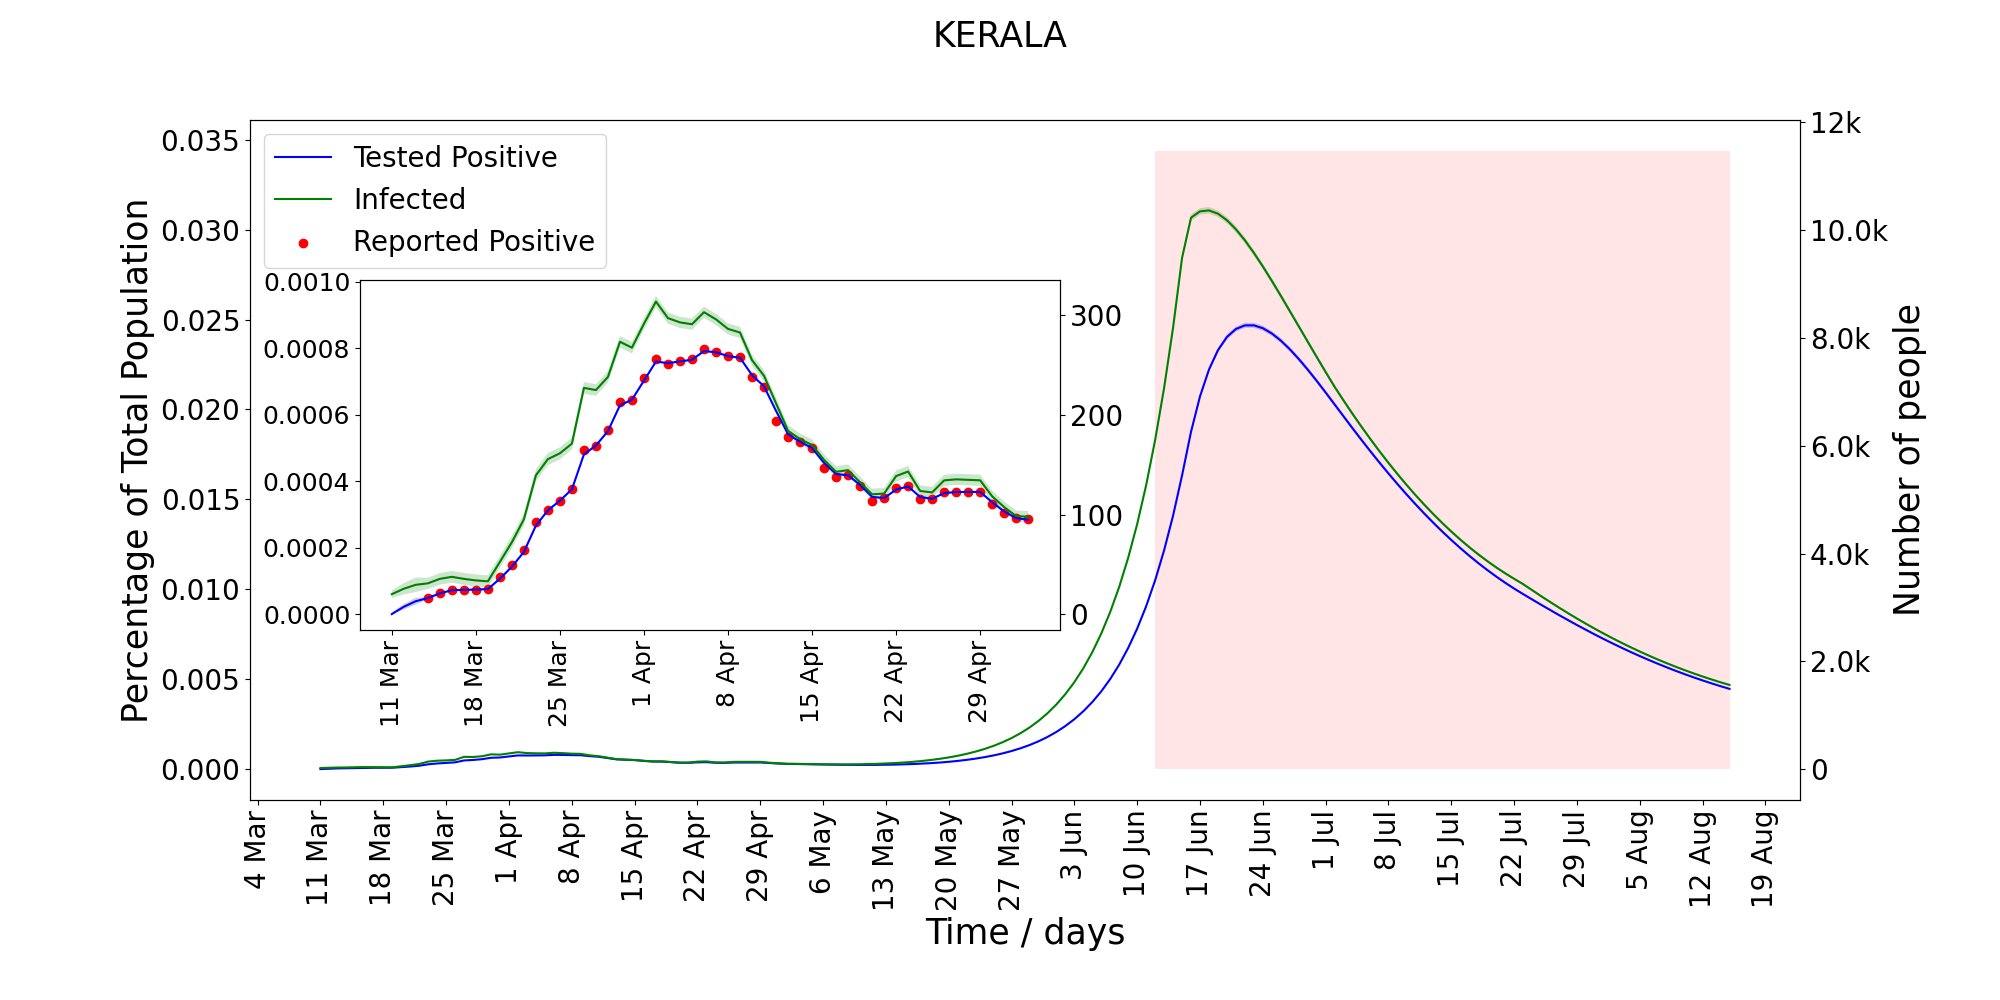 KERALA
Percentage of Total Population
0.035
0.030
0.025
0.020
0.015
0.010
0.005
0.000
Tested Positive
Infected
Reported Positive
0.0010
0.0008
0.0006
0.0004
0.0002
0.0000
300
200
100
0
11 Mar
18 Mar
25 Mar
1 Apr
8 Apr
15 Apr
22 Apr
29 Apr
12k
10.0k
8.0k
6.0k
4.0k
2.0k
0
Number of people
4 Mar
11 Mar
18 Mar
25 Mar
1 Apr
8 Apr
15 Apr
22 Apr
29 Apr
6 May
13 May
20 May
27 May
3 Jun
10 Jun
17 Jun
24 Jun
1 Jul
8 Jul
15 Jul
22 Jul
29 Jul
5 Aug
12 Aug
19 Aug
Time / days